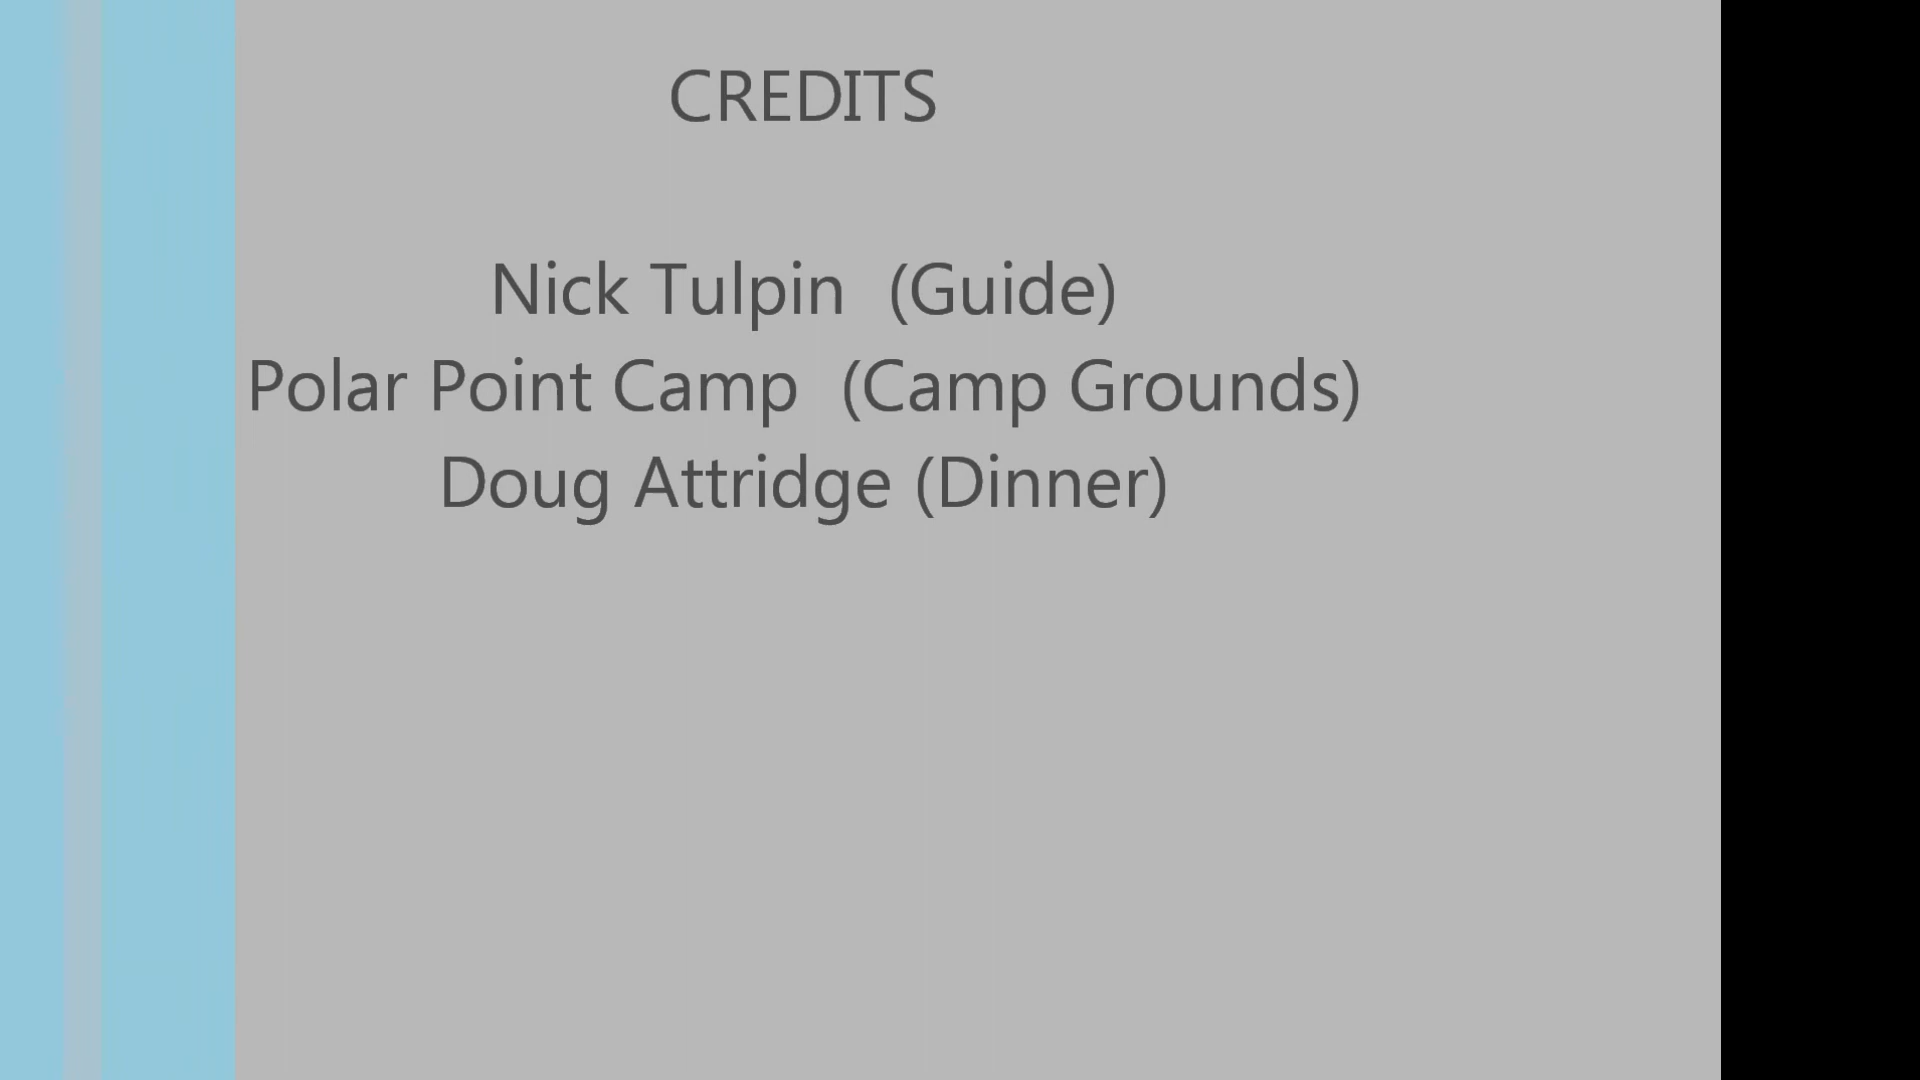 CREDITS
Nick Tulpin  (Guide)
Polar Point Camp  (Camp Grounds)
Doug Attridge (Dinner)